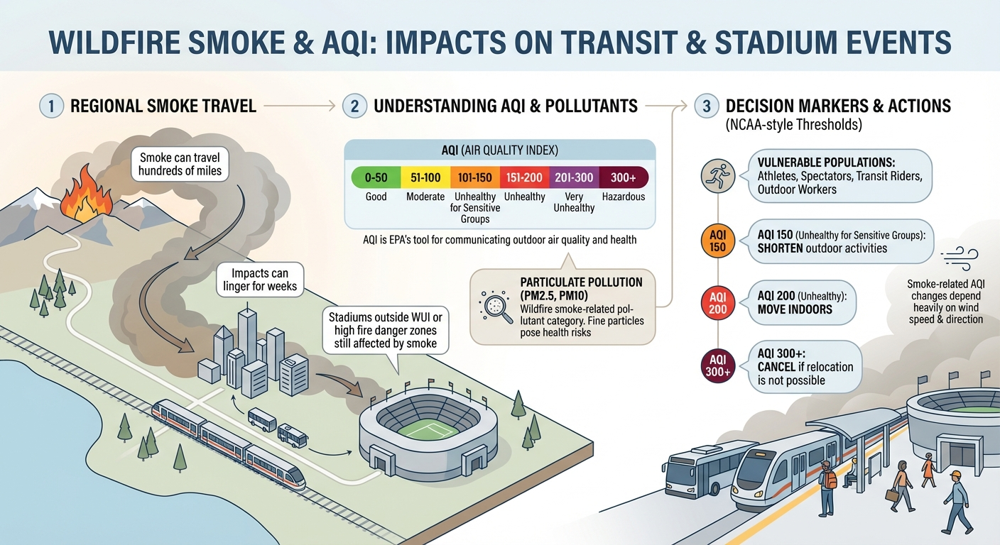 WILDFIRE SMOKE & AQI: IMPACTS ON TRANSIT & STADIUM EVENTS
1 REGIONAL SMOKE TRAVEL
Smoke can travel
hundreds of miles
Impacts can
linger for weeks
Stadiums outside WUI or
high fire danger zones
still affected by smoke
2 UNDERSTANDING AQI & POLLUTANTS
AQI (AIR QUALITY INDEX)
0-50 51-100 101-150 151-200 201-300 300+
Good Moderate Unhealthy Unhealthy Very Hazardous
for Sensitive Unhealthy
Groups
AQI is EPA's tool for communicating outdoor air quality and health
PARTICULATE POLLUTION
(PM2.5, PM10)
Wildfire smoke-related pol-
lutant category. Fine particles
pose health risks
3 DECISION MARKERS & ACTIONS
(NCAA-style Thresholds)
VULNERABLE POPULATIONS:
Athletes, Spectators, Transit Riders,
Outdoor Workers
AQI
150
AQI 150 (Unhealthy for Sensitive Groups):
SHORTEN outdoor activities
AQI
200
AQI 200 (Unhealthy):
MOVE INDOORS
AQI
300+
AQI 300+:
CANCEL if relocation
is not possible
Smoke-related AQI
changes depend
heavily on wind
speed & direction